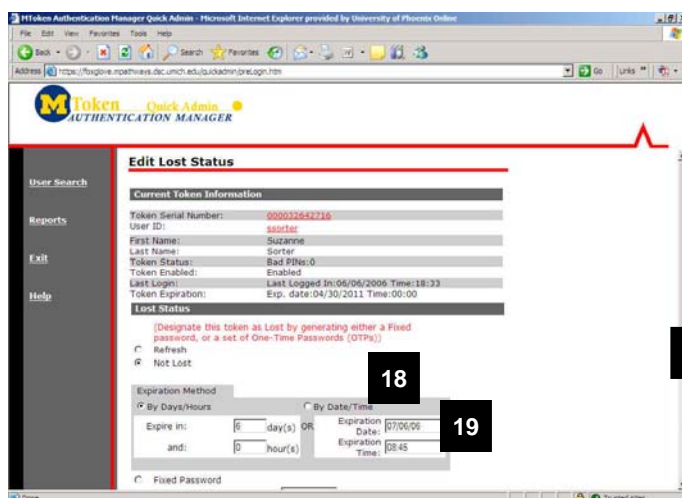 MToken Authentication Manager Quick Admin - Microsoft Internet Explorer provided by University of Phoenix Online
File Edit View Favorites Tools Help
Back Search Favorites
Address https://foxglove.mpathways.dsc.umich.edu/quickadmin/preLogin.htm Go Links
M Token Quick Admin
AUTHENTICATION MANAGER
Edit Lost Status
User Search
Current Token Information
Token Serial Number: 000032642716
Reports
User ID: ssorter
First Name: Suzanne
Last Name: Sorter
Exit
Token Status: Bad PINs:0
Token Enabled: Enabled
Last Login: Last Logged In:06/06/2006 Time:18:33
Help
Token Expiration: Exp. date:04/30/2011 Time:00:00
Lost Status
(Designate this token as Lost by generating either a Fixed
password, or a set of One-Time Passwords (OTPs))
Refresh
Not Lost
18
Expiration Method
By Days/Hours By Date/Time
19
Expire in: 6 day(s) OR Expiration Date: 07/06/06
and: 0 hour(s) Expiration Time: 08:45
Fixed Password
Done Trusted sites